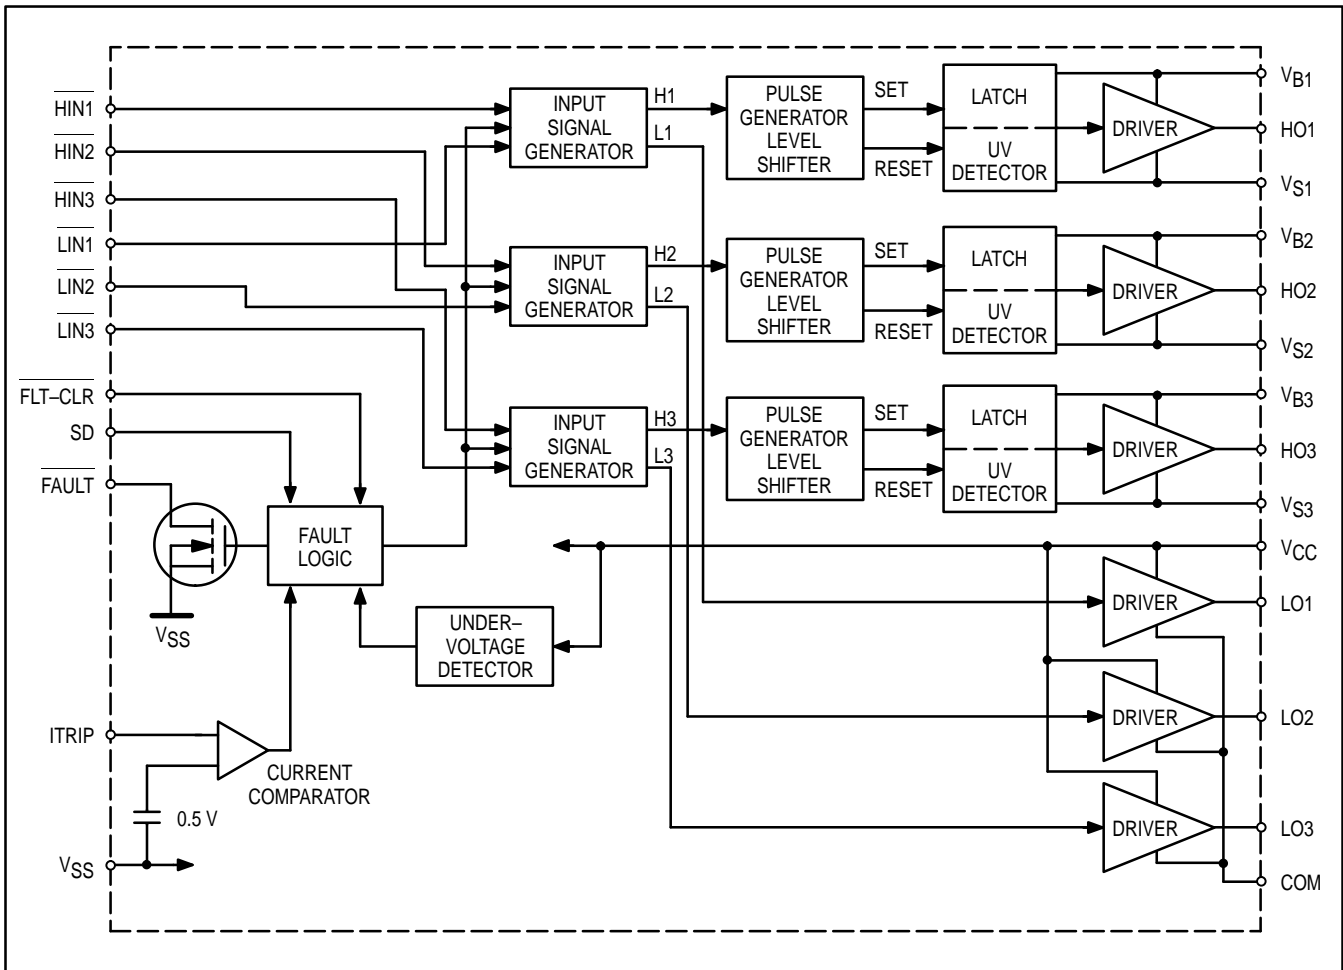 HIN1
HIN2
HIN3
LIN1
LIN2
LIN3
FLT–CLR
SD
FAULT
VSS
ITRIP
VSS
0.5 V
CURRENT
COMPARATOR
FAULT
LOGIC
UNDER–
VOLTAGE
DETECTOR
INPUT
SIGNAL
GENERATOR
H1
L1
PULSE
GENERATOR
LEVEL
SHIFTER
SET
RESET
LATCH
UV
DETECTOR
DRIVER
VB1
HO1
VS1
INPUT
SIGNAL
GENERATOR
H2
L2
PULSE
GENERATOR
LEVEL
SHIFTER
SET
RESET
LATCH
UV
DETECTOR
DRIVER
VB2
HO2
VS2
INPUT
SIGNAL
GENERATOR
H3
L3
PULSE
GENERATOR
LEVEL
SHIFTER
SET
RESET
LATCH
UV
DETECTOR
DRIVER
VB3
HO3
VS3
VCC
DRIVER
LO1
DRIVER
LO2
DRIVER
LO3
COM